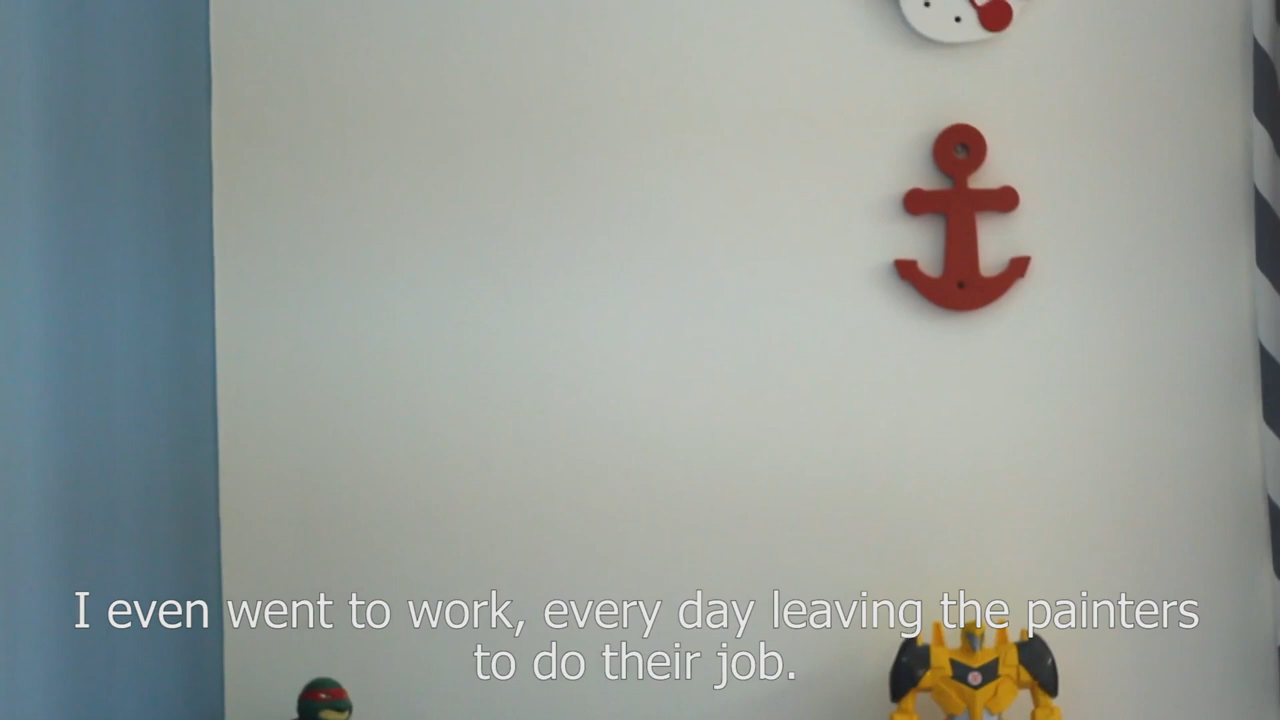 I even went to work, every day leaving the painters
to do their job.